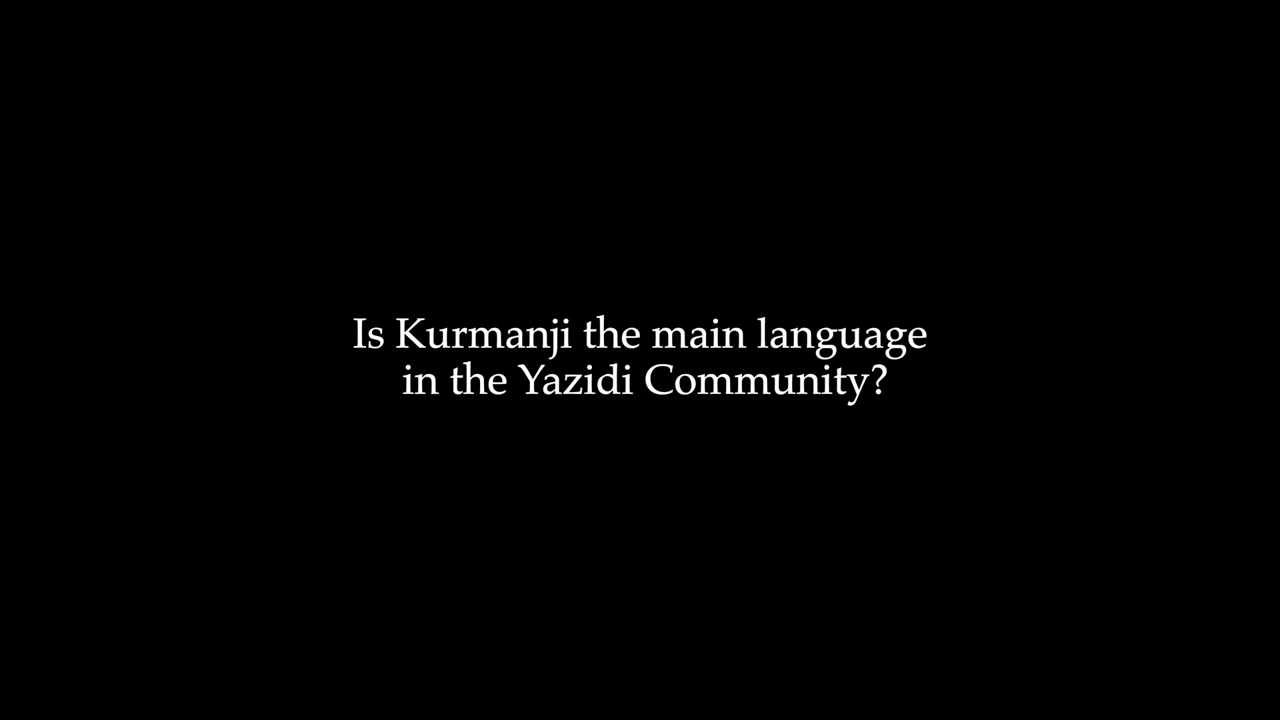 Is Kurmanji the main language
in the Yazidi Community?